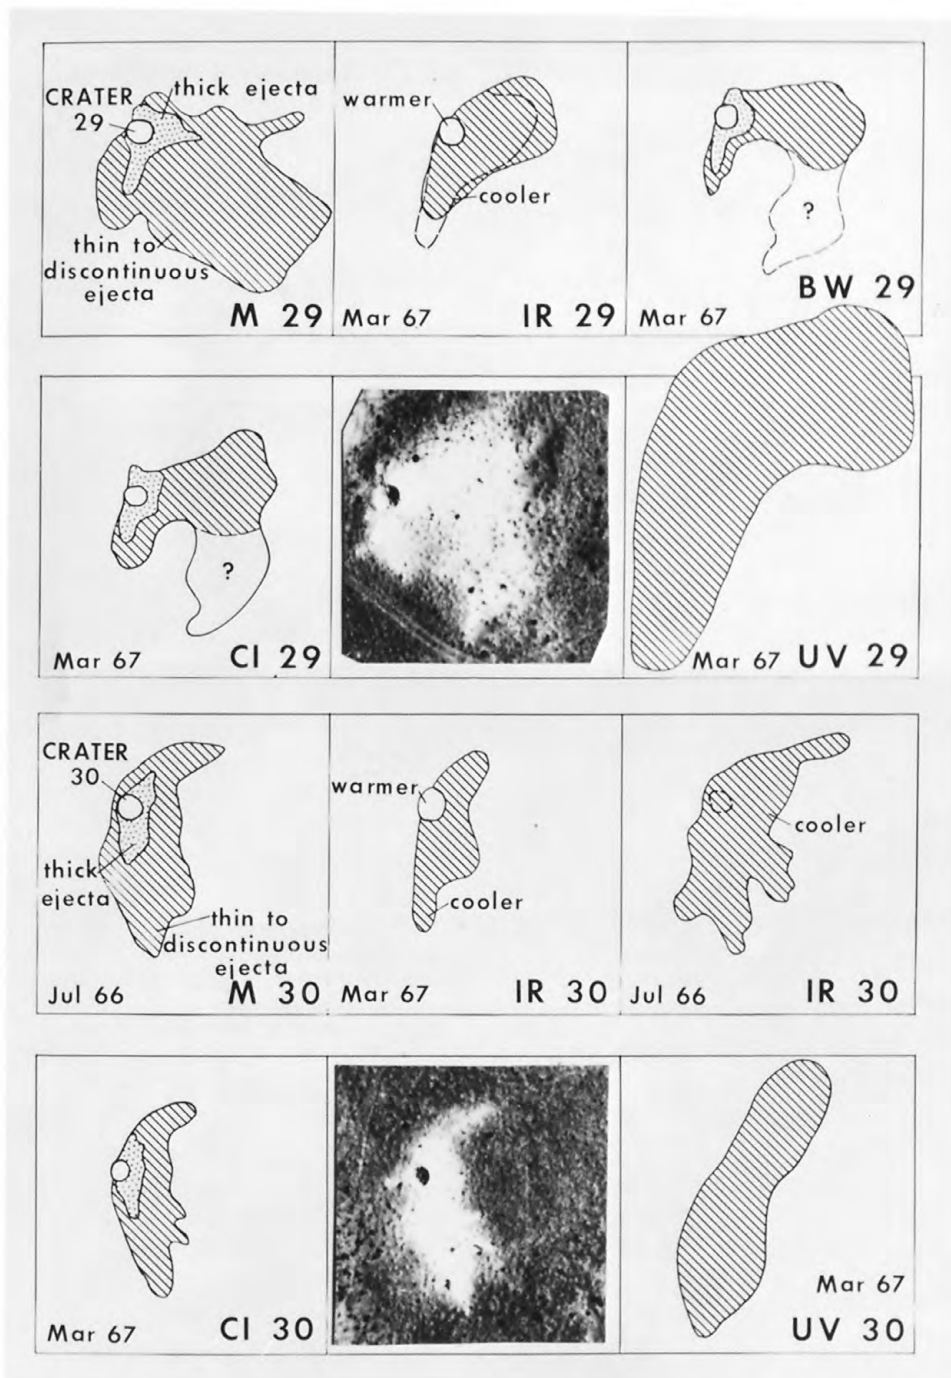 CRATER
29
thick ejecta
thin to
discontinuous
ejecta
M 29
warmer
cooler
Mar 67
IR 29
?
BW 29
Mar 67
?
Mar 67
CI 29
Mar 67
UV 29
CRATER
30
thick
ejecta
thin to
discontinuous
ejecta
Jul 66
M 30
warmer
cooler
Mar 67
IR 30
cooler
Jul 66
IR 30
Mar 67
CI 30
Mar 67
UV 30